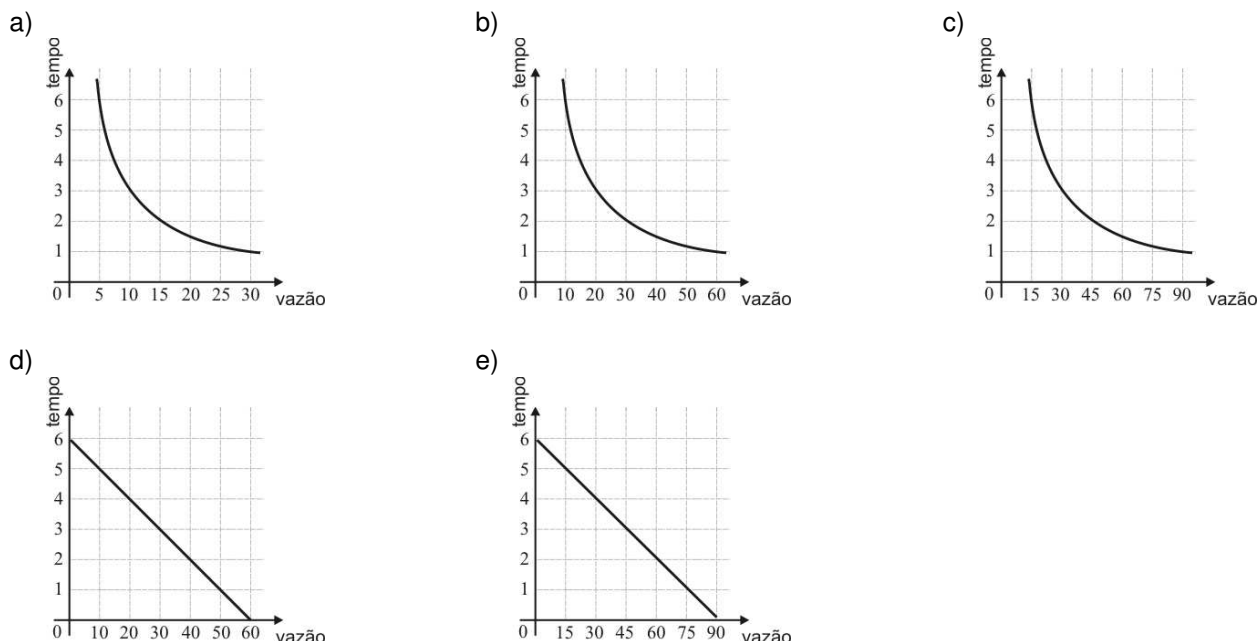 a) b) c)
tempo tempo tempo
6 6 6
5 5 5
4 4 4
3 3 3
2 2 2
1 1 1
0 5 10 15 20 25 30 vazão 0 10 20 30 40 50 60 vazão 0 15 30 45 60 75 90 vazão
d) e)
tempo tempo
6 6
5 5
4 4
3 3
2 2
1 1
0 10 20 30 40 50 60 vazão 0 15 30 45 60 75 90 vazão